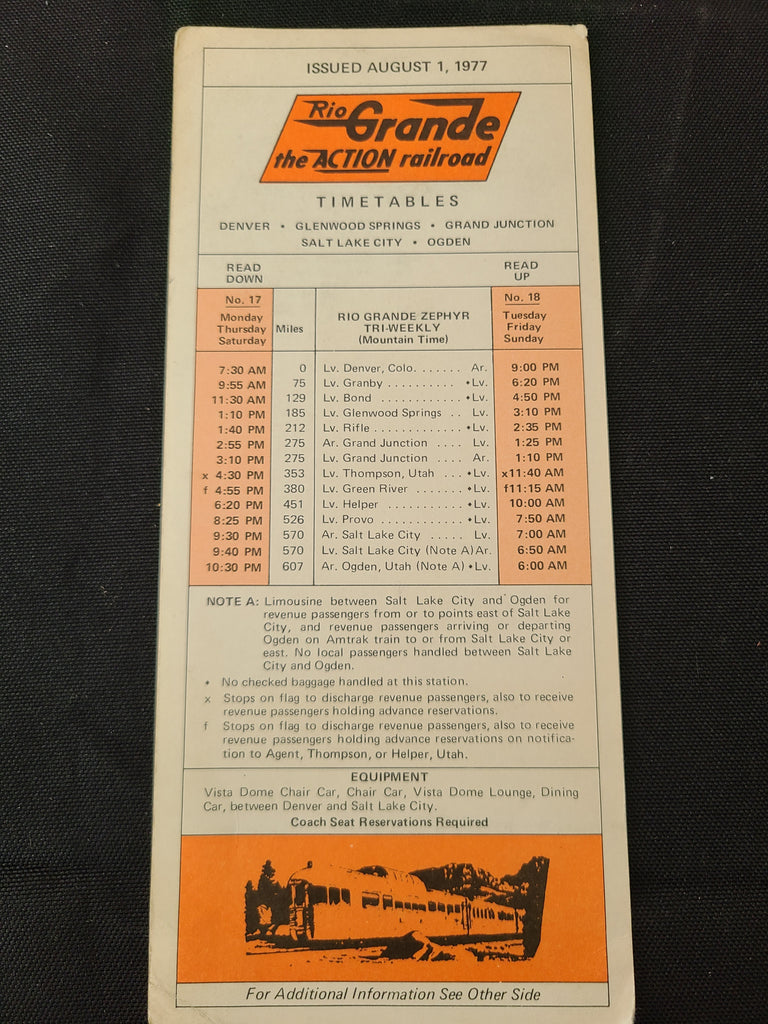 ISSUED AUGUST 1, 1977
Rio Grande
the ACTION railroad
TIMETABLES
DENVER • GLENWOOD SPRINGS • GRAND JUNCTION
SALT LAKE CITY • OGDEN
READ DOWN READ UP
No. 17 Monday Thursday Saturday Miles RIO GRANDE ZEPHYR TRI-WEEKLY (Mountain Time) No. 18 Tuesday Friday Sunday
7:30 AM 0 Lv. Denver, Colo. . . . . . . Ar. 9:00 PM
9:55 AM 75 Lv. Granby . . . . . . . . . . ♦Lv. 6:20 PM
11:30 AM 129 Lv. Bond . . . . . . . . . . . ♦Lv. 4:50 PM
1:10 PM 185 Lv. Glenwood Springs . . Lv. 3:10 PM
1:40 PM 212 Lv. Rifle . . . . . . . . . . . . ♦Lv. 2:35 PM
2:55 PM 275 Ar. Grand Junction . . . . Lv. 1:25 PM
3:10 PM 275 Lv. Grand Junction . . . . Ar. 1:10 PM
x 4:30 PM 353 Lv. Thompson, Utah . . . ♦Lv. x11:40 AM
f 4:55 PM 380 Lv. Green River . . . . . . . ♦Lv. f11:15 AM
6:20 PM 451 Lv. Helper . . . . . . . . . . ♦Lv. 10:00 AM
8:25 PM 526 Lv. Provo . . . . . . . . . . . ♦Lv. 7:50 AM
9:30 PM 570 Ar. Salt Lake City . . . . . Lv. 7:00 AM
9:40 PM 570 Lv. Salt Lake City (Note A) Ar. 6:50 AM
10:30 PM 607 Ar. Ogden, Utah (Note A) ♦Lv. 6:00 AM
NOTE A: Limousine between Salt Lake City and Ogden for
revenue passengers from or to points east of Salt Lake
City, and revenue passengers arriving or departing
Ogden on Amtrak train to or from Salt Lake City or
east. No local passengers handled between Salt Lake
City and Ogden.
♦ No checked baggage handled at this station.
x Stops on flag to discharge revenue passengers, also to receive
revenue passengers holding advance reservations.
f Stops on flag to discharge revenue passengers, also to receive
revenue passengers holding advance reservations on notifica-
tion to Agent, Thompson, or Helper, Utah.
EQUIPMENT
Vista Dome Chair Car, Chair Car, Vista Dome Lounge, Dining
Car, between Denver and Salt Lake City.
Coach Seat Reservations Required
For Additional Information See Other Side